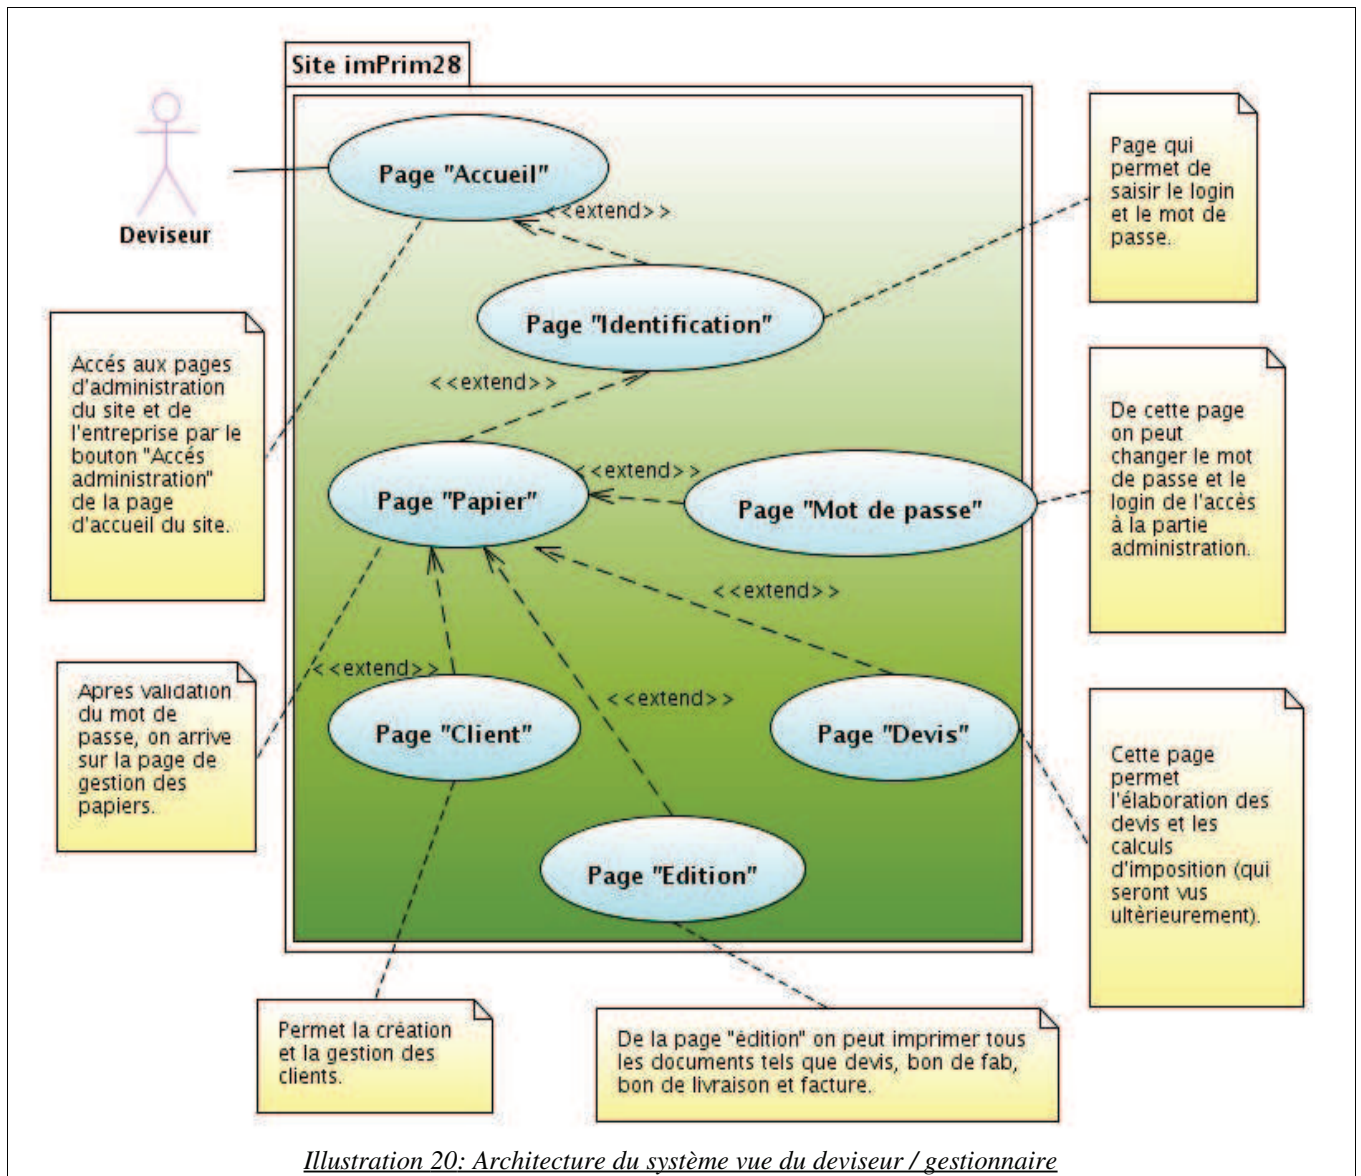 Site imPrim28
Page "Accueil"
Deviseur
<<extend>>
Page qui
permet de
saisir le login
et le mot de
passe.
Page "Identification"
Accés aux pages
d'administration
du site et de
l'entreprise par le
bouton "Accés
administration"
de la page
d'accueil du site.
<<extend>>
Page "Papier"
<<extend>>
Page "Mot de passe"
De cette page
on peut
changer le mot
de passe et le
login de l'accès
à la partie
administration.
<<extend>>
Apres validation
du mot de
passe, on arrive
sur la page de
gestion des
papiers.
<<extend>>
<<extend>>
Page "Client"
Page "Devis"
Cette page
permet
l'élaboration des
devis et les
calculs
d'imposition (qui
seront vus
ultèrieurement).
Page "Edition"
Permet la création
et la gestion des
clients.
De la page "édition" on peut imprimer tous
les documents tels que devis, bon de fab,
bon de livraison et facture.
Illustration 20: Architecture du système vue du deviseur / gestionnaire